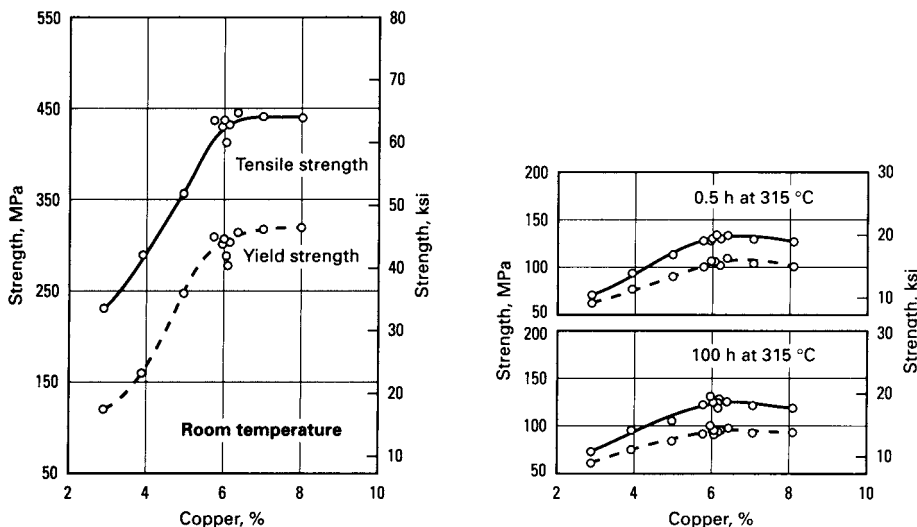 550
450
350
250
150
50
Strength, MPa
80
70
60
50
40
30
20
10
Strength, ksi
Tensile strength
Yield strength
Room temperature
2 4 6 8 10
Copper, %
200
150
100
50
Strength, MPa
30
20
10
Strength, ksi
0.5 h at 315 °C
200
150
100
50
30
20
10
100 h at 315 °C
2 4 6 8 10
Copper, %